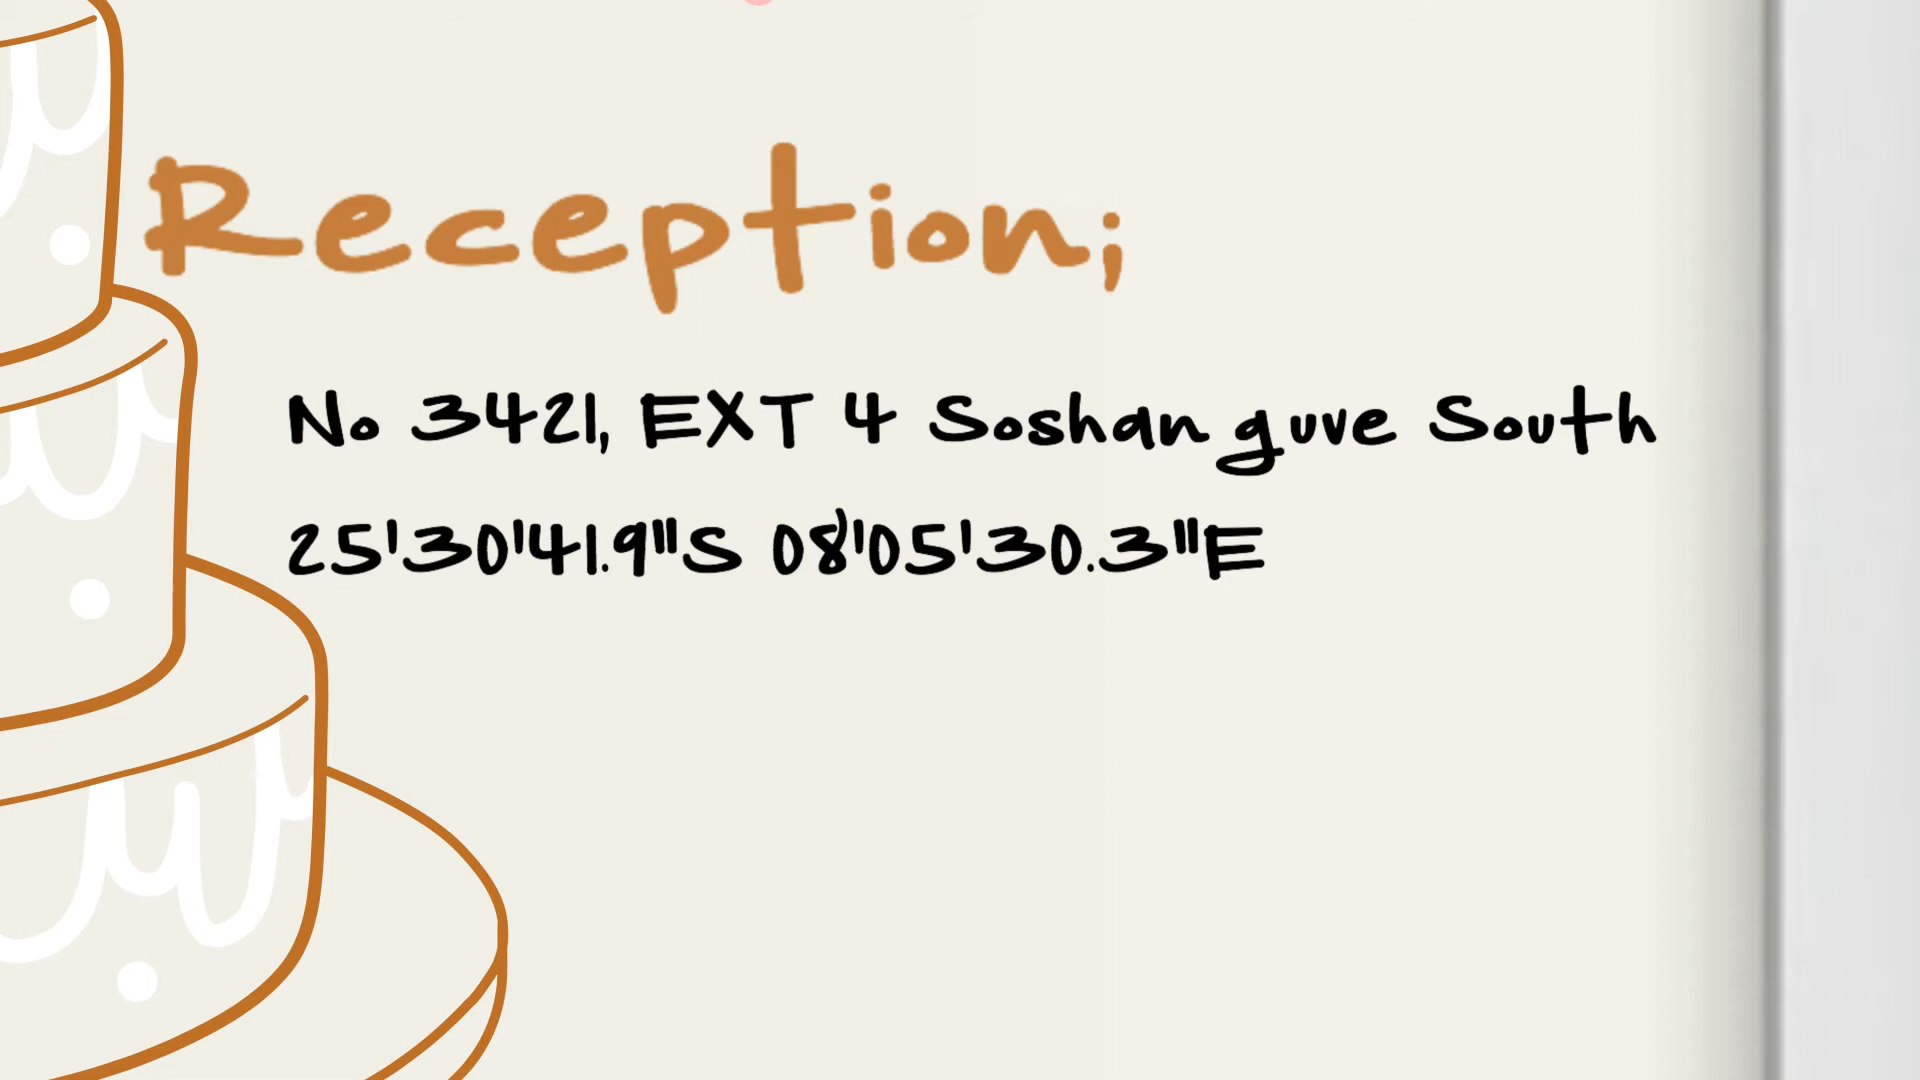 Reception;
No 3421, EXT 4 Soshanguve South
25'30'41.9"S 08'05'30.3"E